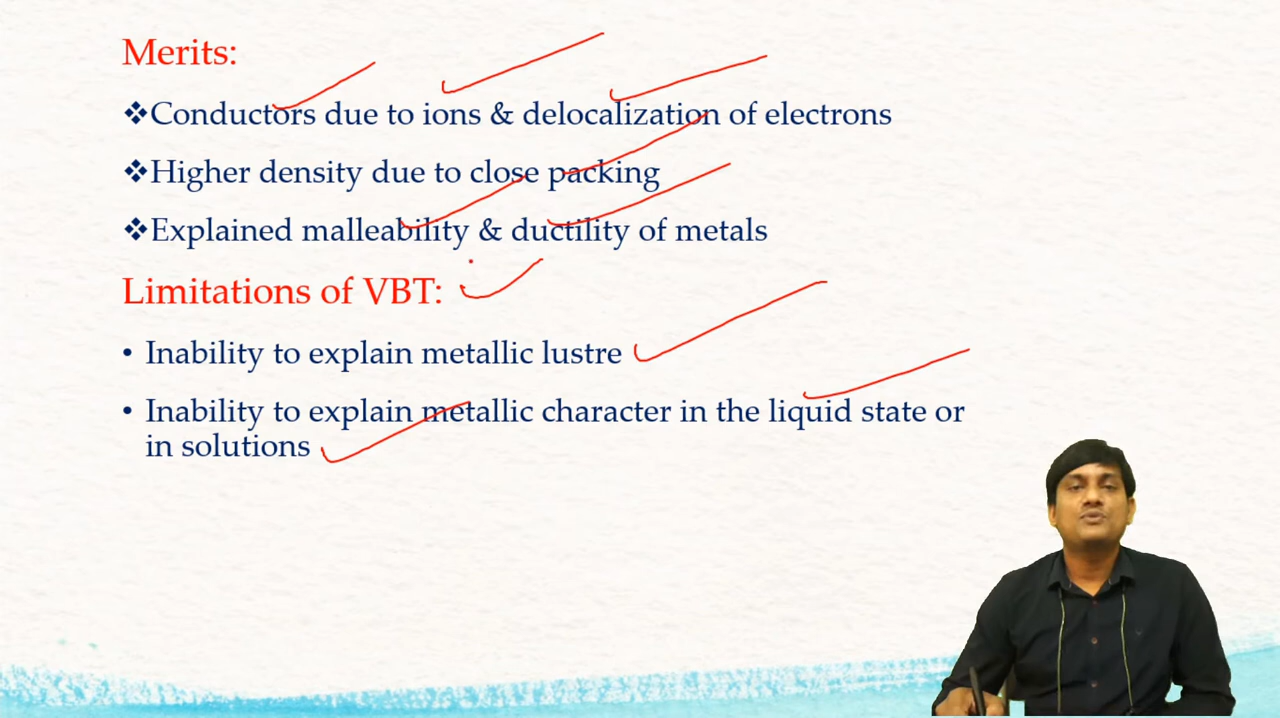 Merits:
❖Conductors due to ions & delocalization of electrons
❖Higher density due to close packing
❖Explained malleability & ductility of metals
Limitations of VBT:
• Inability to explain metallic lustre
• Inability to explain metallic character in the liquid state or
in solutions